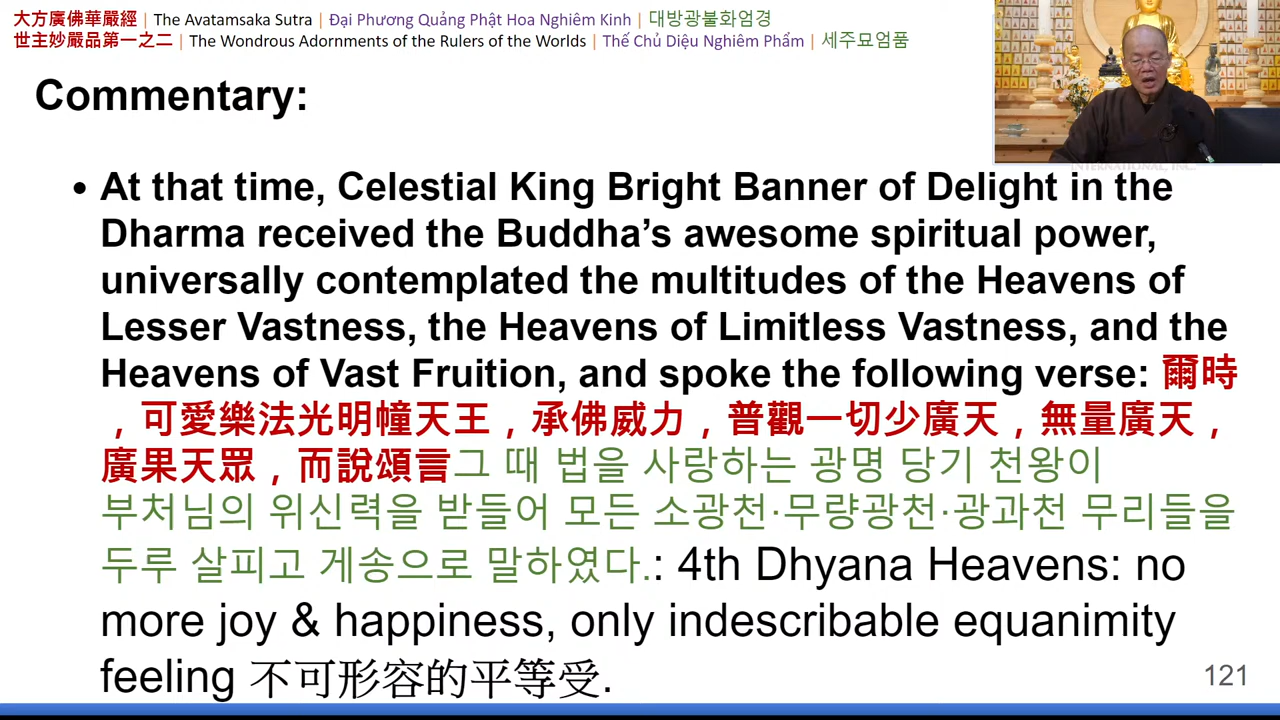 大方廣佛華嚴經 | The Avatamsaka Sutra | Đại Phương Quảng Phật Hoa Nghiêm Kinh | 대방광불화엄경
世主妙嚴品第一之二 | The Wondrous Adornments of the Rulers of the Worlds | Thế Chủ Diệu Nghiêm Phẩm | 세주묘엄품
Commentary:
INTERNATIONAL, INC.
• At that time, Celestial King Bright Banner of Delight in the
Dharma received the Buddha’s awesome spiritual power,
universally contemplated the multitudes of the Heavens of
Lesser Vastness, the Heavens of Limitless Vastness, and the
Heavens of Vast Fruition, and spoke the following verse: 爾時
，可愛樂法光明幢天王，承佛威力，普觀一切少廣天，無量廣天，
廣果天眾，而說頌言그 때 법을 사랑하는 광명 당기 천왕이
부처님의 위신력을 받들어 모든 소광천·무량광천·광과천 무리들을
두루 살피고 게송으로 말하였다.: 4th Dhyana Heavens: no
more joy & happiness, only indescribable equanimity
feeling 不可形容的平等受.
121